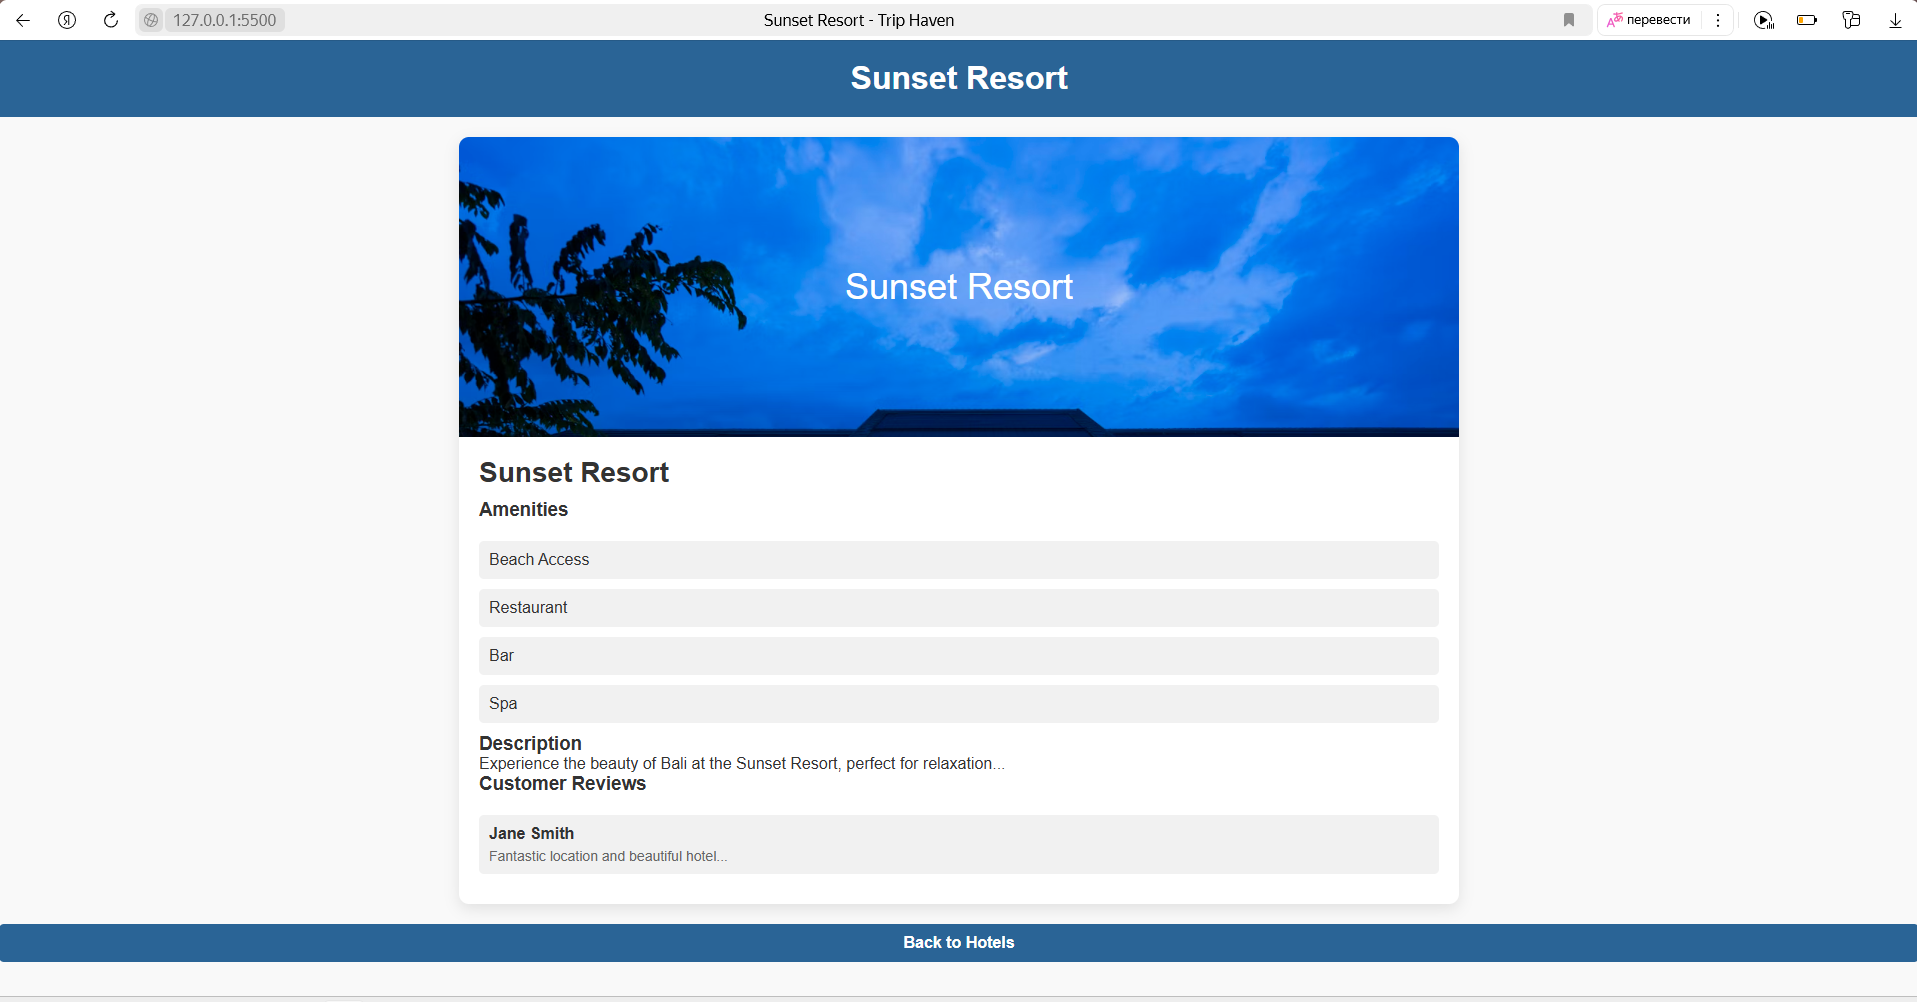 127.0.0.1:5500
Sunset Resort - Trip Haven
перевести
Sunset Resort
Sunset Resort
Sunset Resort
Amenities
Beach Access
Restaurant
Bar
Spa
Description
Experience the beauty of Bali at the Sunset Resort, perfect for relaxation...
Customer Reviews
Jane Smith
Fantastic location and beautiful hotel...
Back to Hotels